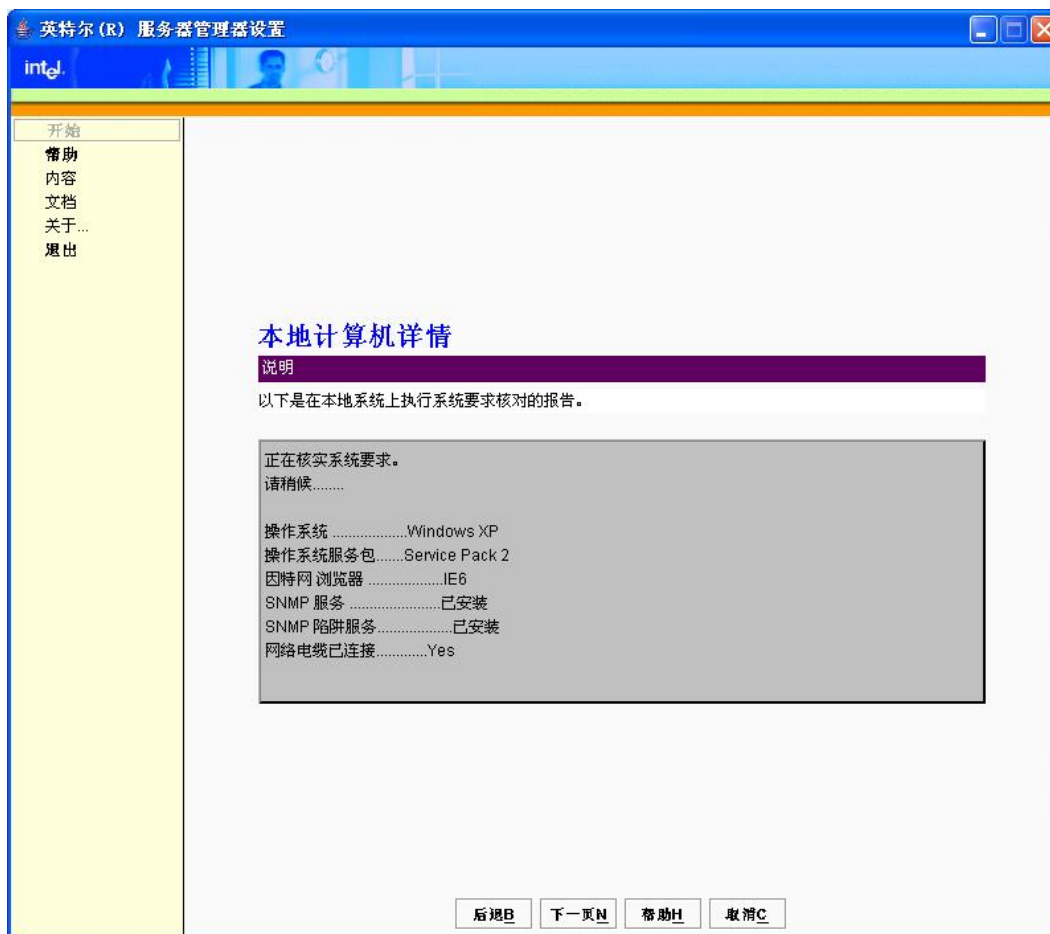 英特尔(R) 服务器管理器设置
intel.
开始
帮助
内容
文档
关于...
退出
本地计算机详情
说明
以下是在本地系统上执行系统要求核对的报告。
正在核实系统要求。
请稍候........
操作系统 ..................Windows XP
操作系统服务包.......Service Pack 2
因特网 浏览器 ..................IE6
SNMP 服务 ......................已安装
SNMP 陷阱服务..................已安装
网络电缆已连接............Yes
后退B 下一页N 帮助H 取消C